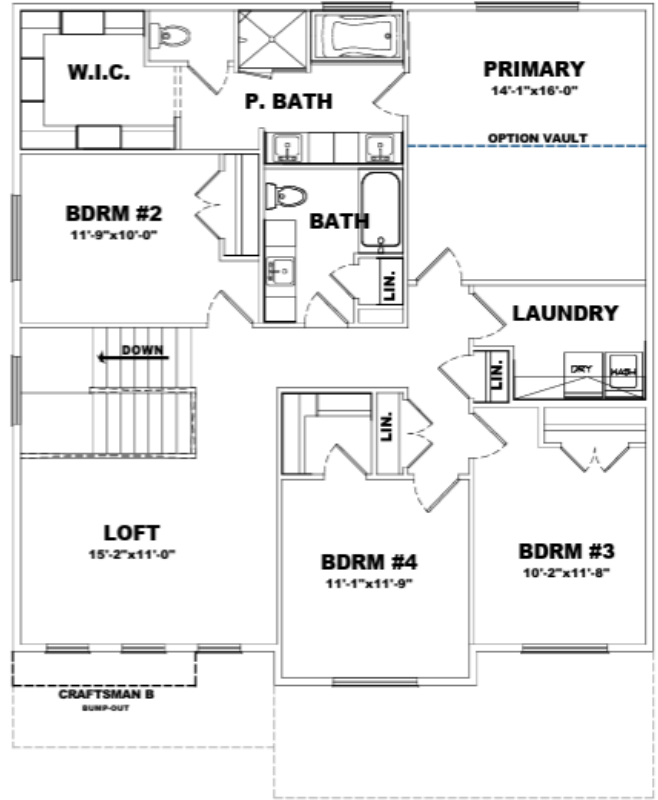 W.I.C.
P. BATH
PRIMARY
14'-1"x16'-0"
OPTION VAULT
BDRM #2
11'-9"x10'-0"
BATH
LIN.
LAUNDRY
DOWN
LIN.
DRY
WASH
LIN.
LOFT
15'-2"x11'-0"
BDRM #4
11'-1"x11'-9"
BDRM #3
10'-2"x11'-8"
CRAFTSMAN B
BUMP-OUT